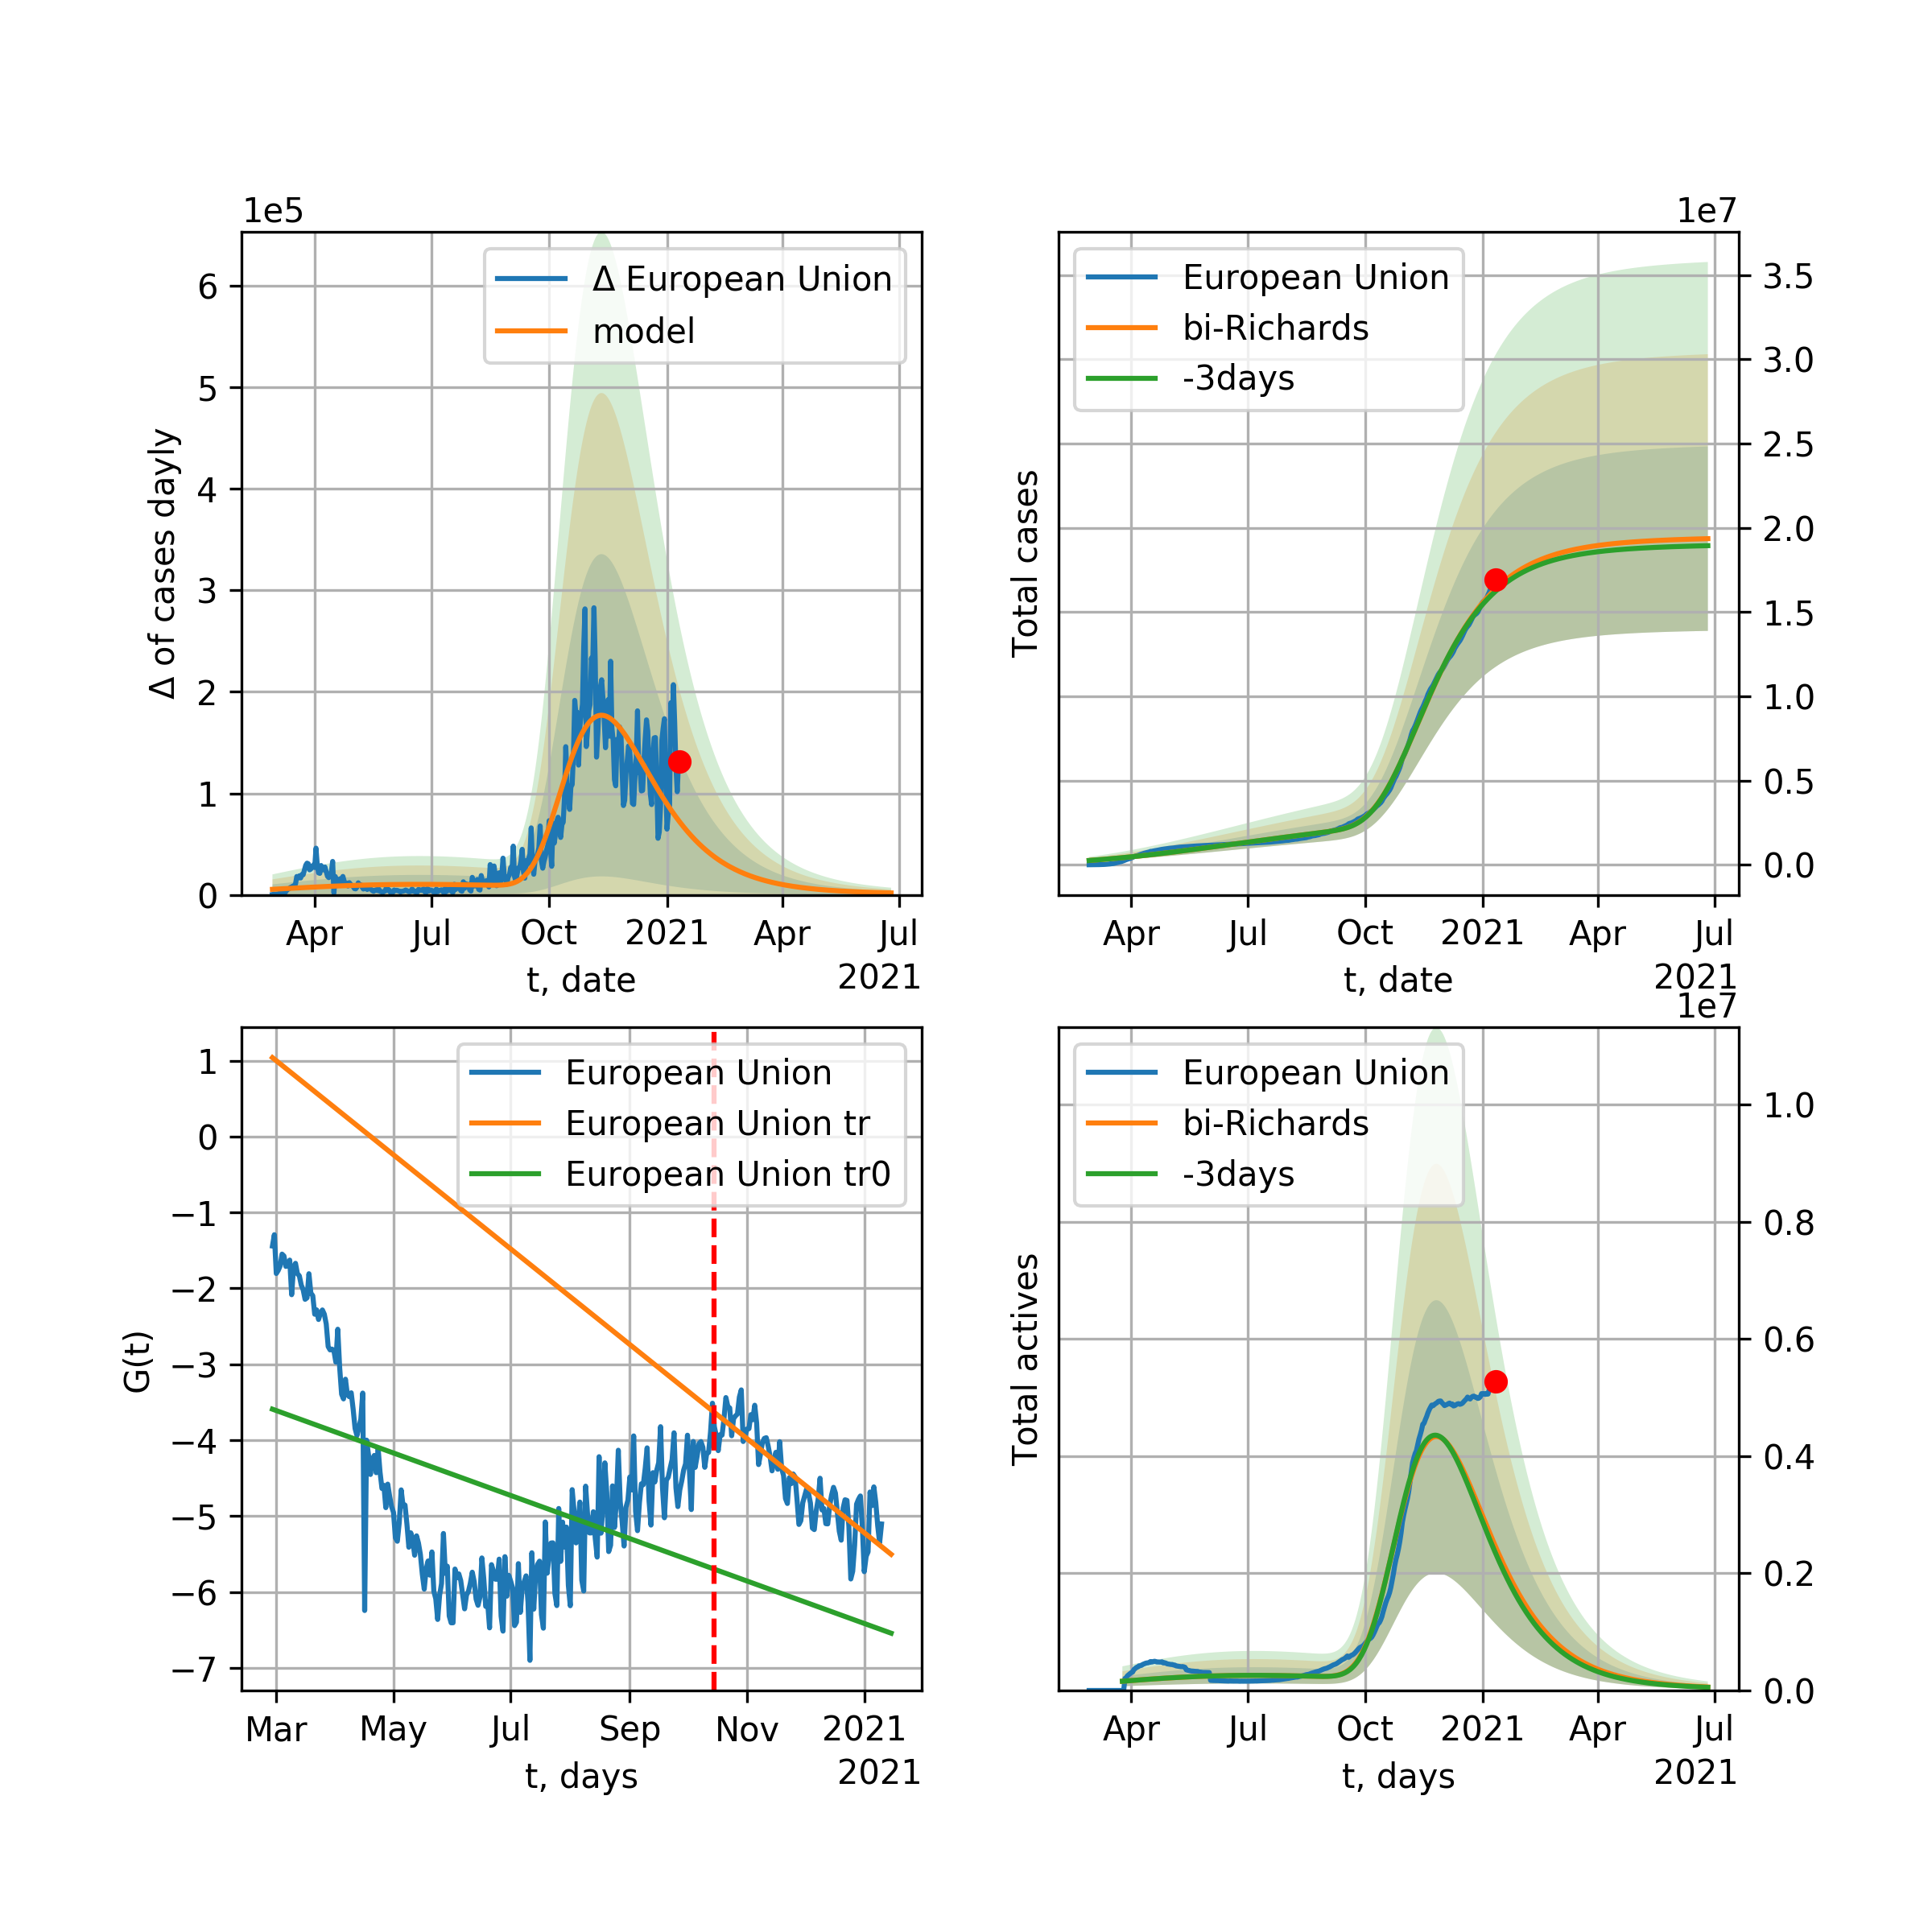 1e5
Δ European Union
model
6
5
4
3
2
1
0
Δ of cases dayly
Apr Jul Oct 2021 Apr Jul
t, date 2021
1e7
European Union
bi-Richards
-3days
3.5
3.0
2.5
2.0
1.5
1.0
0.5
0.0
Total cases
Apr Jul Oct 2021 Apr Jul
t, date 2021
European Union
European Union tr
European Union tr0
1
0
−1
−2
−3
−4
−5
−6
−7
G(t)
Mar May Jul Sep Nov 2021
t, days 2021
1e7
European Union
bi-Richards
-3days
1.0
0.8
0.6
0.4
0.2
0.0
Total actives
Apr Jul Oct 2021 Apr Jul
t, days 2021